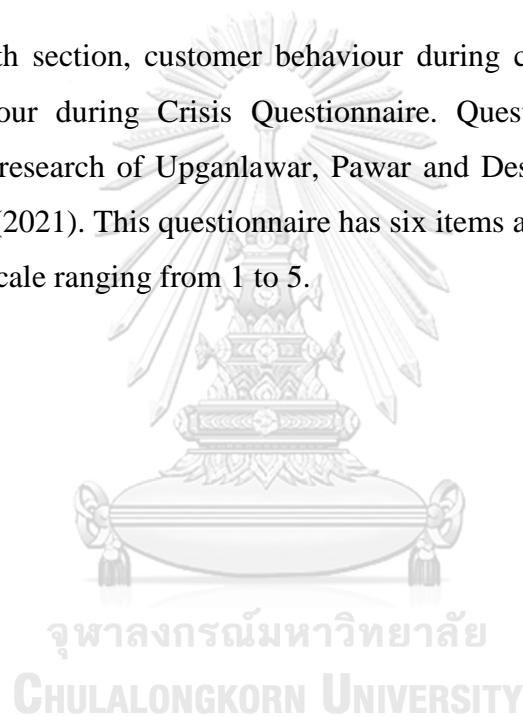 th section, customer behaviour during c
our during Crisis Questionnaire. Quest
research of Upganlawar, Pawar and Des
(2021). This questionnaire has six items a
cale ranging from 1 to 5.
จุฬาลงกรณ์มหาวิทยาลัย
CHULALONGKORN UNIVERSITY